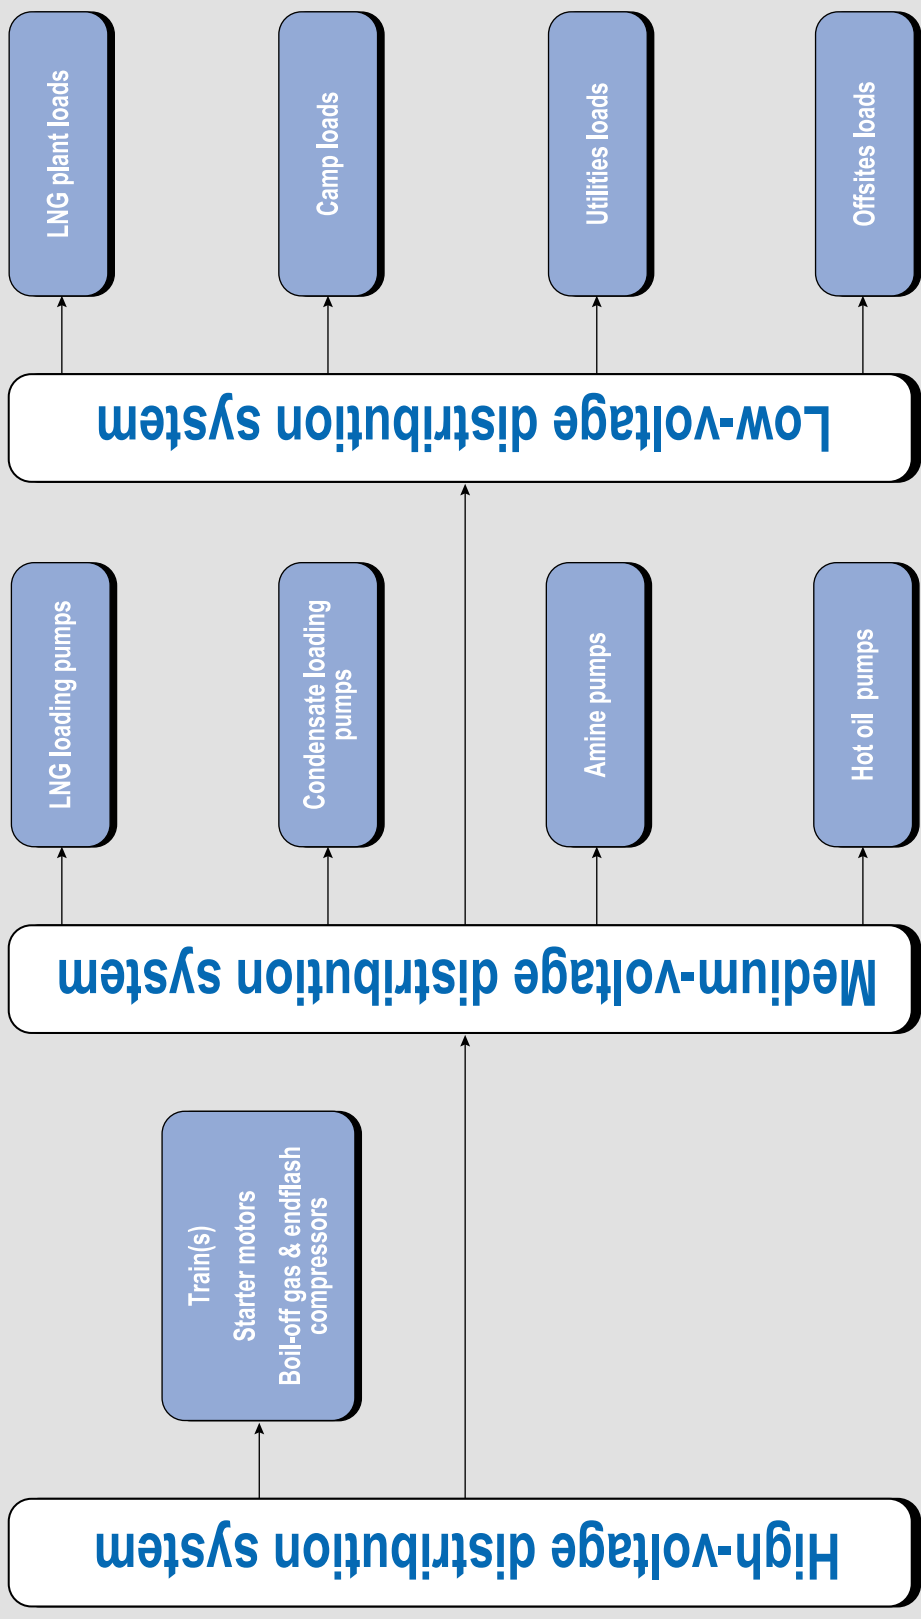 High-voltage distribution system
Train(s)
Starter motors
Boil-off gas & endflash
compressors
Medium-voltage distribution system
LNG loading pumps
Condensate loading
pumps
Amine pumps
Hot oil pumps
Low-voltage distribution system
LNG plant loads
Camp loads
Utilities loads
Offsites loads